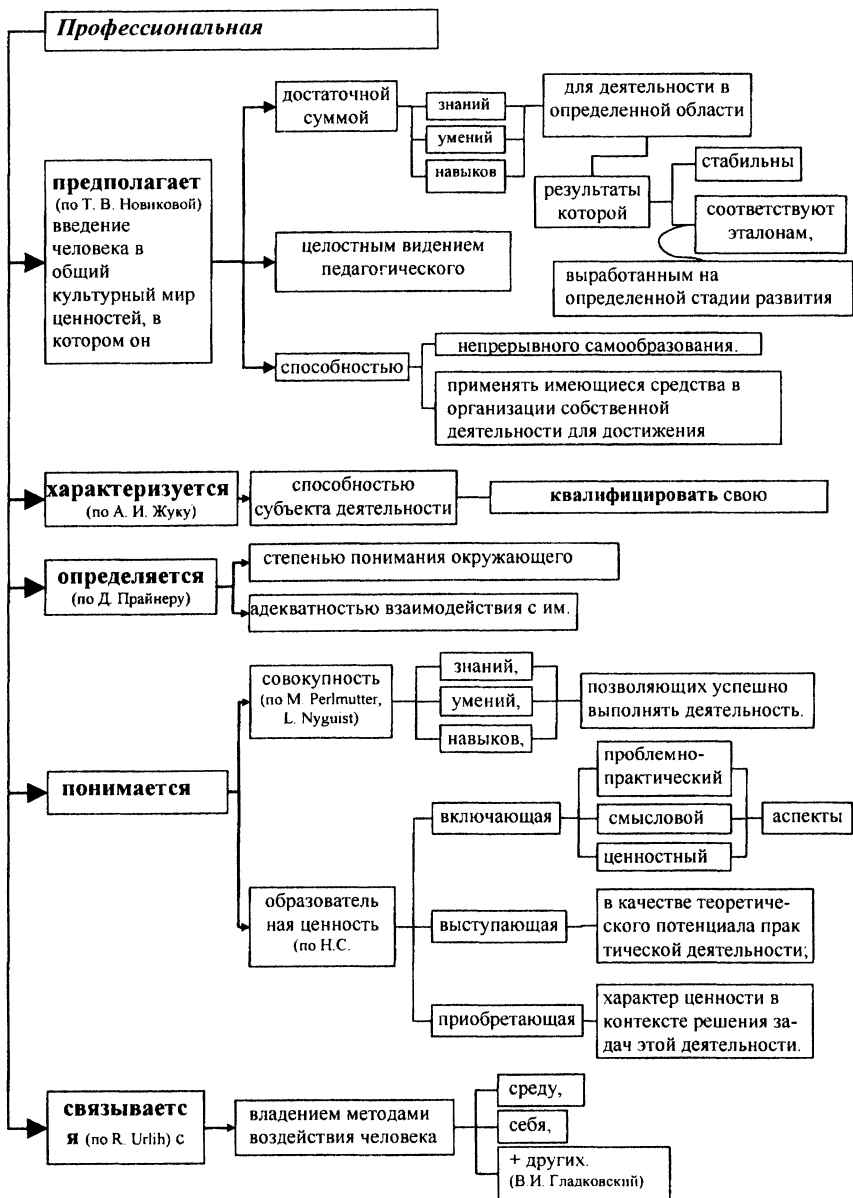 Профессиональная
достаточной
суммой
знаний
умений
навыков
для деятельности в
определенной области
результаты
которой
стабильны
соответствуют
эталонам,
выработанным на
определенной стадии развития
предполагает
(по Т. В. Новиковой)
введение
человека в
общий
культурный мир
ценностей, в
котором он
целостным видением
педагогического
способностью
непрерывного самообразования.
применять имеющиеся средства в
организации собственной
деятельности для достижения
характеризуется
(по А. И. Жуку)
способностью
субъекта деятельности
квалифицировать свою
определяется
(по Д. Прайнеру)
степенью понимания окружающего
адекватностью взаимодействия с им.
понимается
совокупность
(по M. Perlmutter,
L. Nyguist)
знаний,
умений,
навыков,
позволяющих успешно
выполнять деятельность.
образователь
ная ценность
(по Н.С.
включающая
проблемно-
практический
смысловой
ценностный
аспекты
выступающая
в качестве теоретиче-
ского потенциала прак
тической деятельности;
приобретающая
характер ценности в
контексте решения за-
дач этой деятельности.
связываетс
я (по R. Urlih) с
владением методами
воздействия человека
среду,
себя,
+ других.
(В.И. Гладковский)